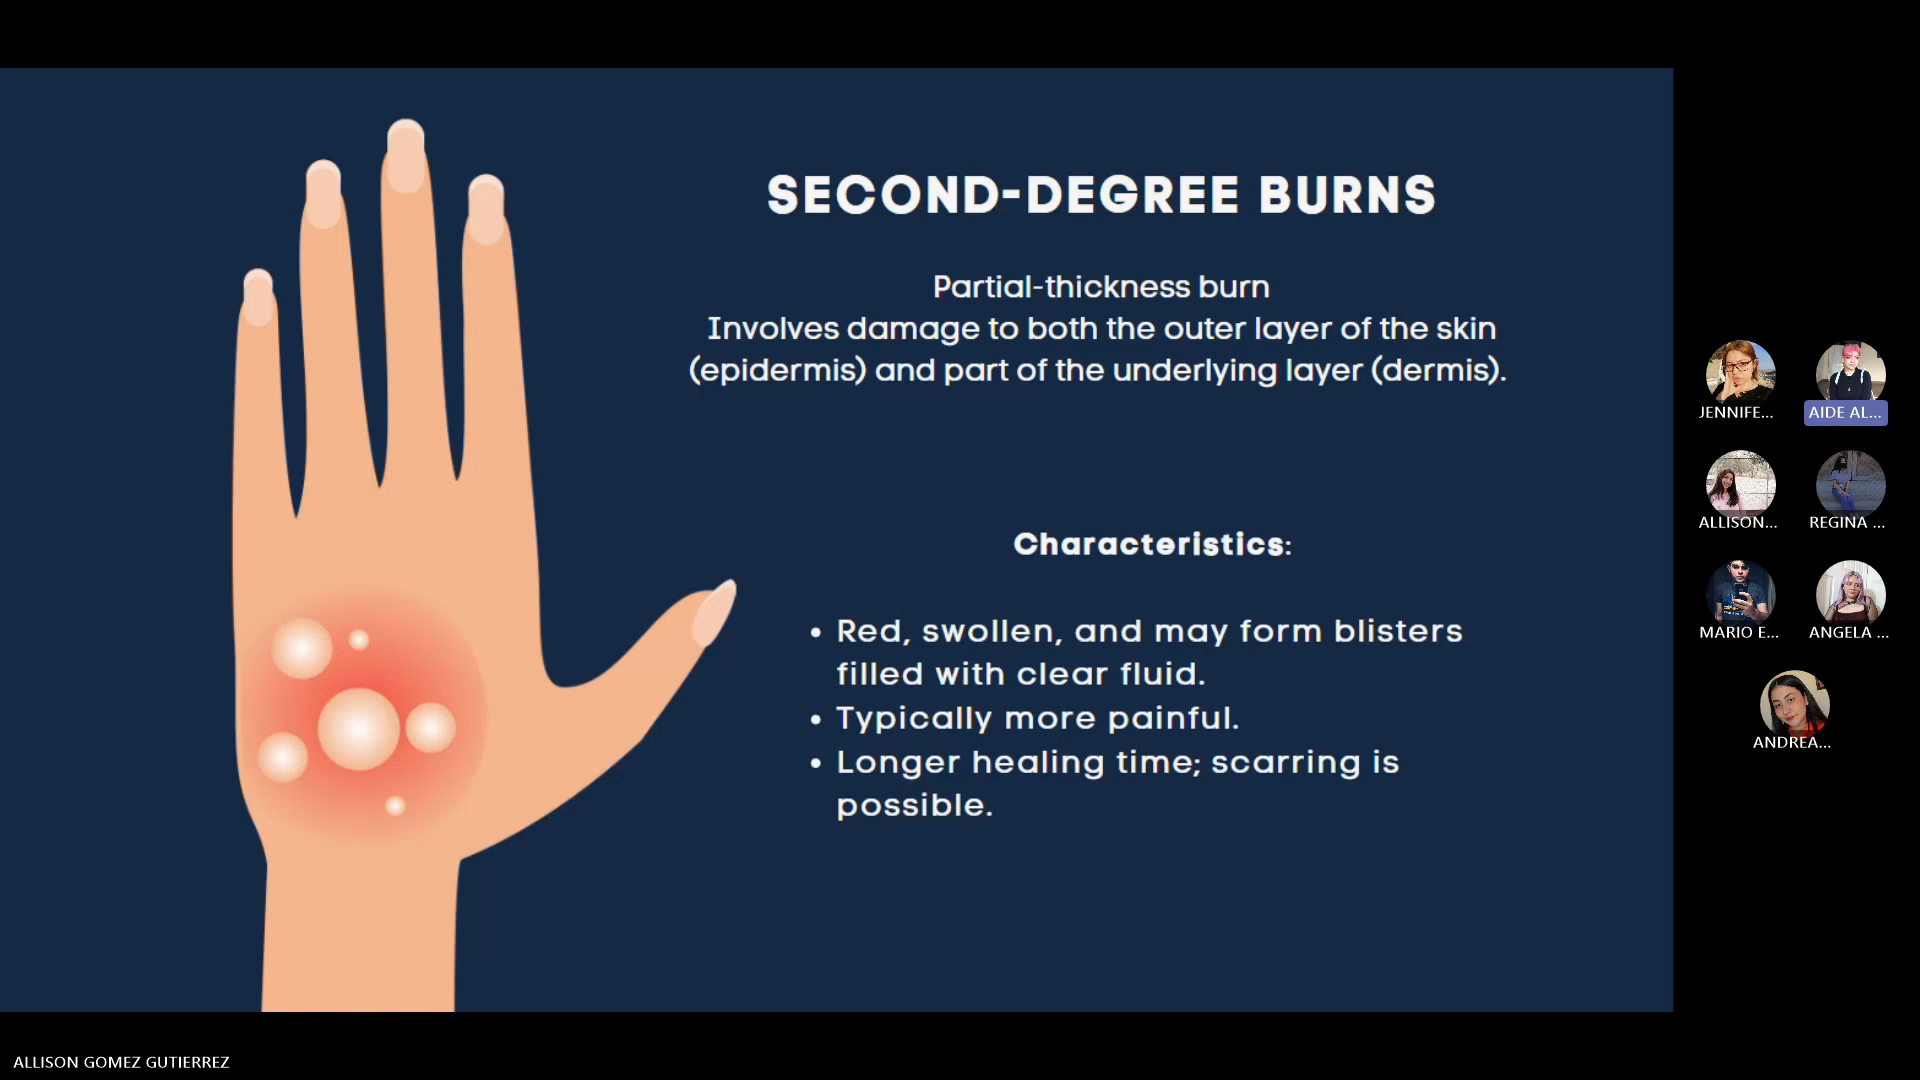 SECOND-DEGREE BURNS
Partial-thickness burn
Involves damage to both the outer layer of the skin
(epidermis) and part of the underlying layer (dermis).
Characteristics:
• Red, swollen, and may form blisters
filled with clear fluid.
• Typically more painful.
• Longer healing time; scarring is
possible.
JENNIFE...
AIDE AL...
ALLISON...
REGINA ...
MARIO E...
ANGELA ...
ANDREA...
ALLISON GOMEZ GUTIERREZ